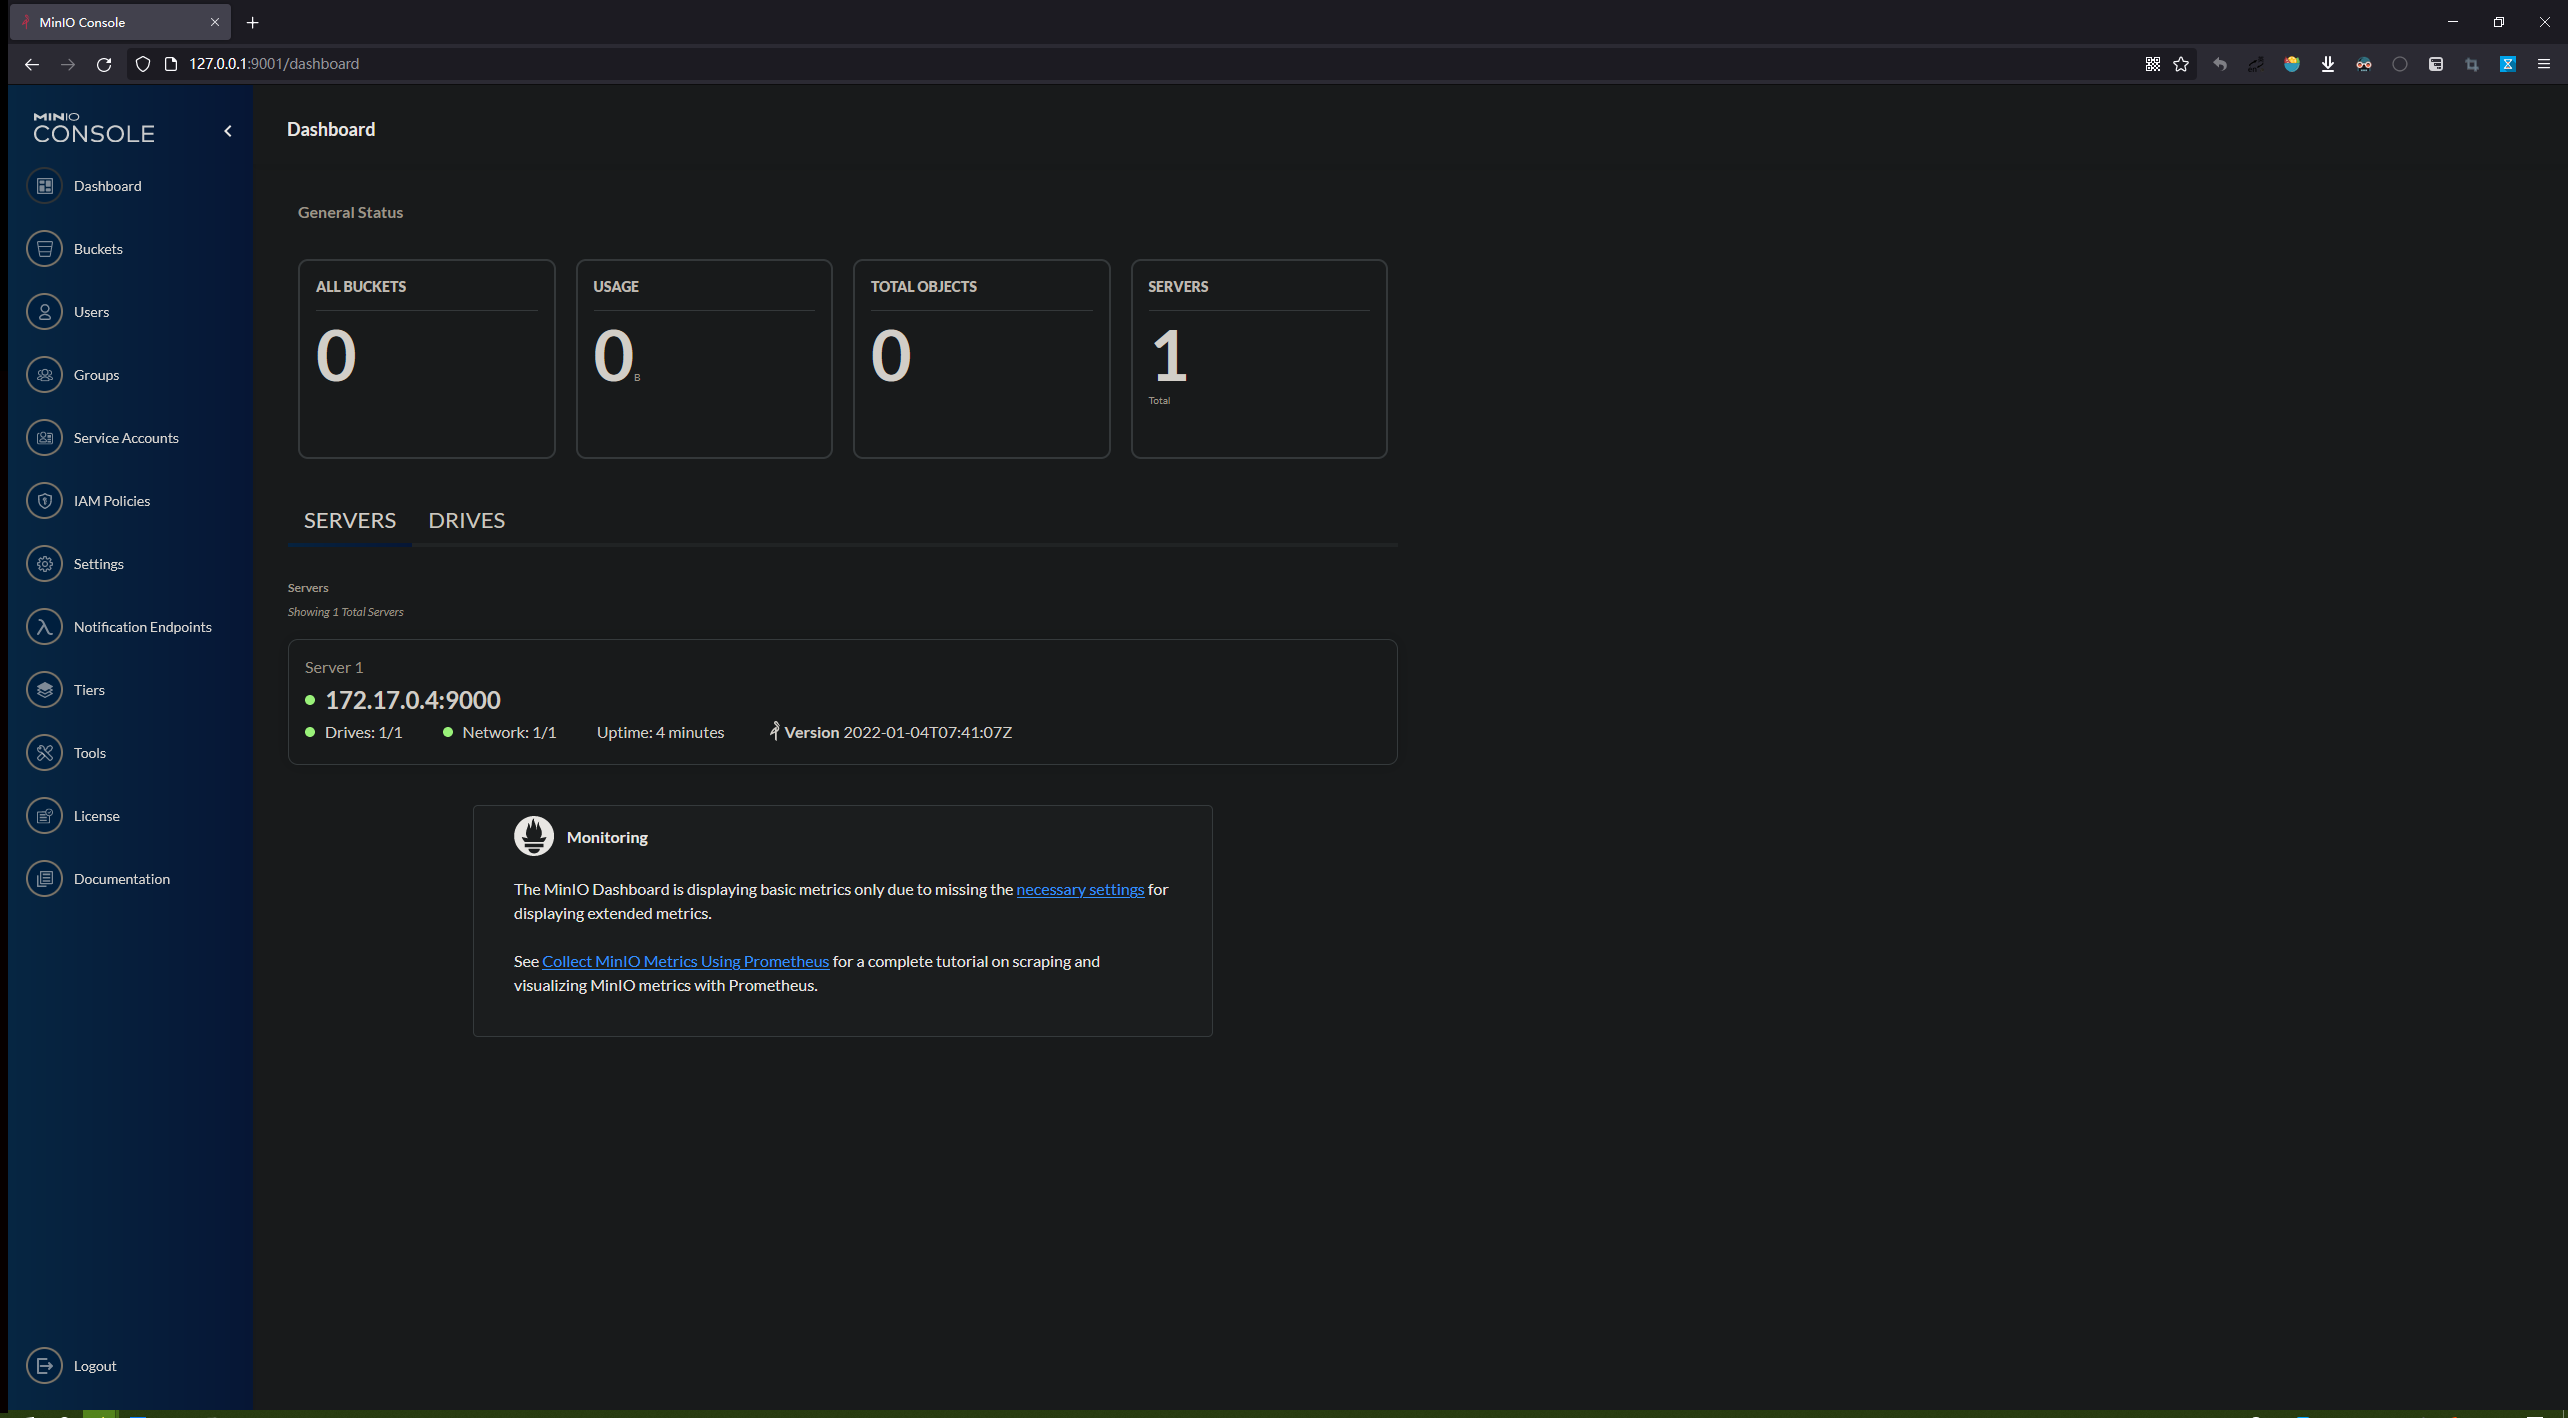 MinIO Console
127.0.0.1:9001/dashboard
MINIO
CONSOLE
Dashboard
Buckets
Users
Groups
Service Accounts
IAM Policies
Settings
Notification Endpoints
Tiers
Tools
License
Documentation
Logout
Dashboard
General Status
ALL BUCKETS
0
USAGE
0 B
TOTAL OBJECTS
0
SERVERS
1
Total
SERVERS DRIVES
Servers
Showing 1 Total Servers
Server 1
172.17.0.4:9000
Drives: 1/1 Network: 1/1 Uptime: 4 minutes Version 2022-01-04T07:41:07Z
Monitoring
The MinIO Dashboard is displaying basic metrics only due to missing the necessary settings for
displaying extended metrics.
See Collect MinIO Metrics Using Prometheus for a complete tutorial on scraping and
visualizing MinIO metrics with Prometheus.